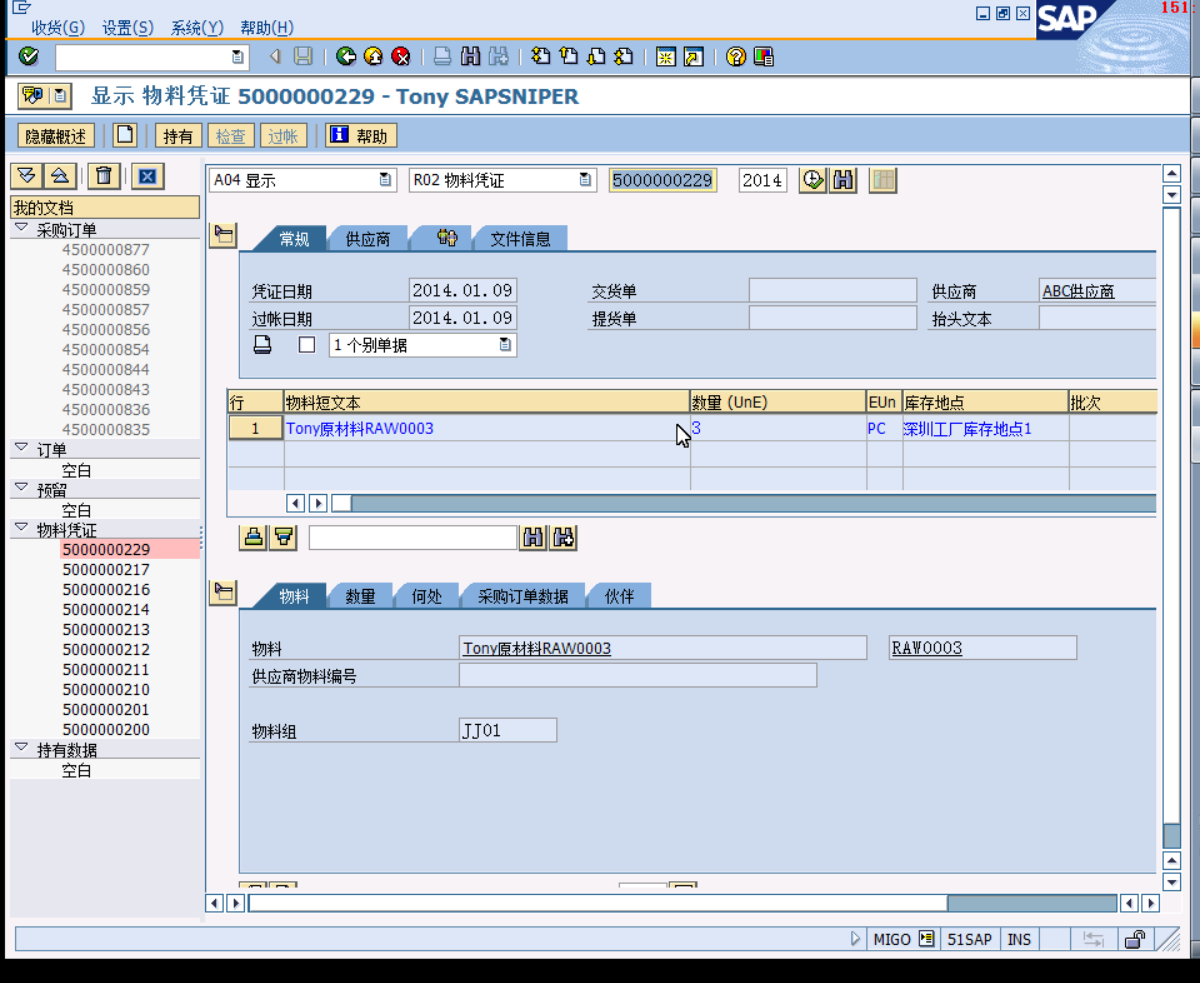 收货(G) 设置(S) 系统(Y) 帮助(H)
SAP
151:
显示 物料凭证 5000000229 - Tony SAPSNIPER
隐藏概述 持有 检查 过帐 帮助
A04 显示 R02 物料凭证 5000000229 2014
我的文档
采购订单
4500000877
4500000860
4500000859
4500000857
4500000856
4500000854
4500000844
4500000843
4500000836
4500000835
订单
空白
预留
空白
物料凭证
5000000229
5000000217
5000000216
5000000214
5000000213
5000000212
5000000211
5000000210
5000000201
5000000200
持有数据
空白
常规 供应商 文件信息
凭证日期 2014.01.09 交货单 供应商 ABC供应商
过帐日期 2014.01.09 提货单 抬头文本
1 个别单据
行 物料短文本 数量 (UnE) EUn 库存地点 批次
1 Tony原材料RAW0003 3 PC 深圳工厂库存地点1
物料 数量 何处 采购订单数据 伙伴
物料 Tony原材料RAW0003 RAW0003
供应商物料编号
物料组 JJ01
MIGO 51SAP INS